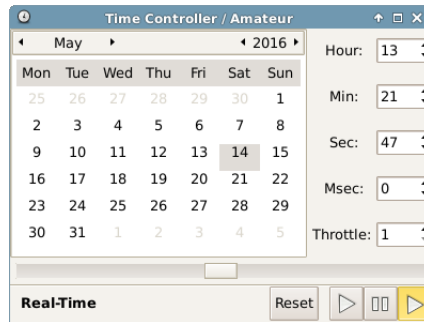 Time Controller / Amateur
May 2016
Mon Tue Wed Thu Fri Sat Sun
25 26 27 28 29 30 1
2 3 4 5 6 7 8
9 10 11 12 13 14 15
16 17 18 19 20 21 22
23 24 25 26 27 28 29
30 31 1 2 3 4 5
Hour: 13
Min: 21
Sec: 47
Msec: 0
Throttle: 1
Real-Time Reset